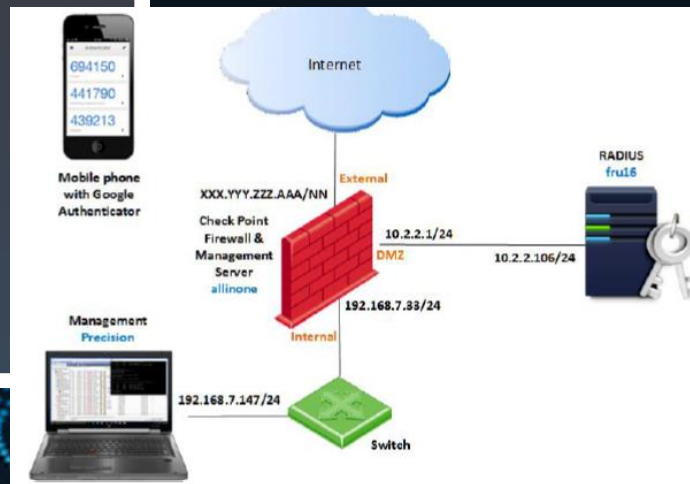 Authenticator
694150
441790
439213
Mobile phone
with Google
Authenticator
Internet
External
XXX.YYY.ZZZ.AAA/NN
Check Point
Firewall &
Management
Server
allinone
10.2.2.1/24
DMZ
192.168.7.33/24
Internal
RADIUS
fru16
10.2.2.106/24
Management
Precision
192.168.7.147/24
Switch